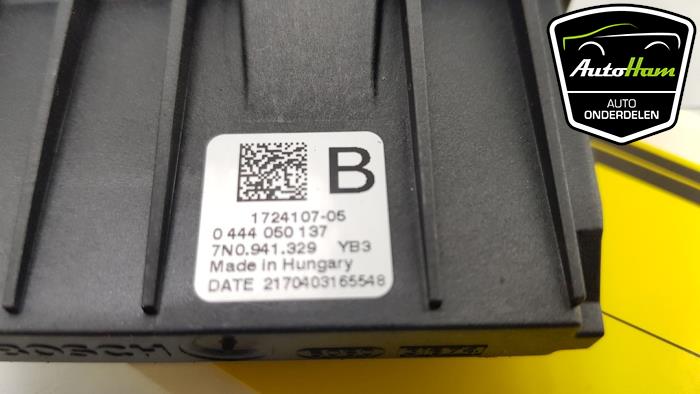 AutoHam
AUTO
ONDERDELEN
B
1724107-05
0 444 050 137
7N0.941.329 YB3
Made in Hungary
DATE 2170403165548
BOSCH